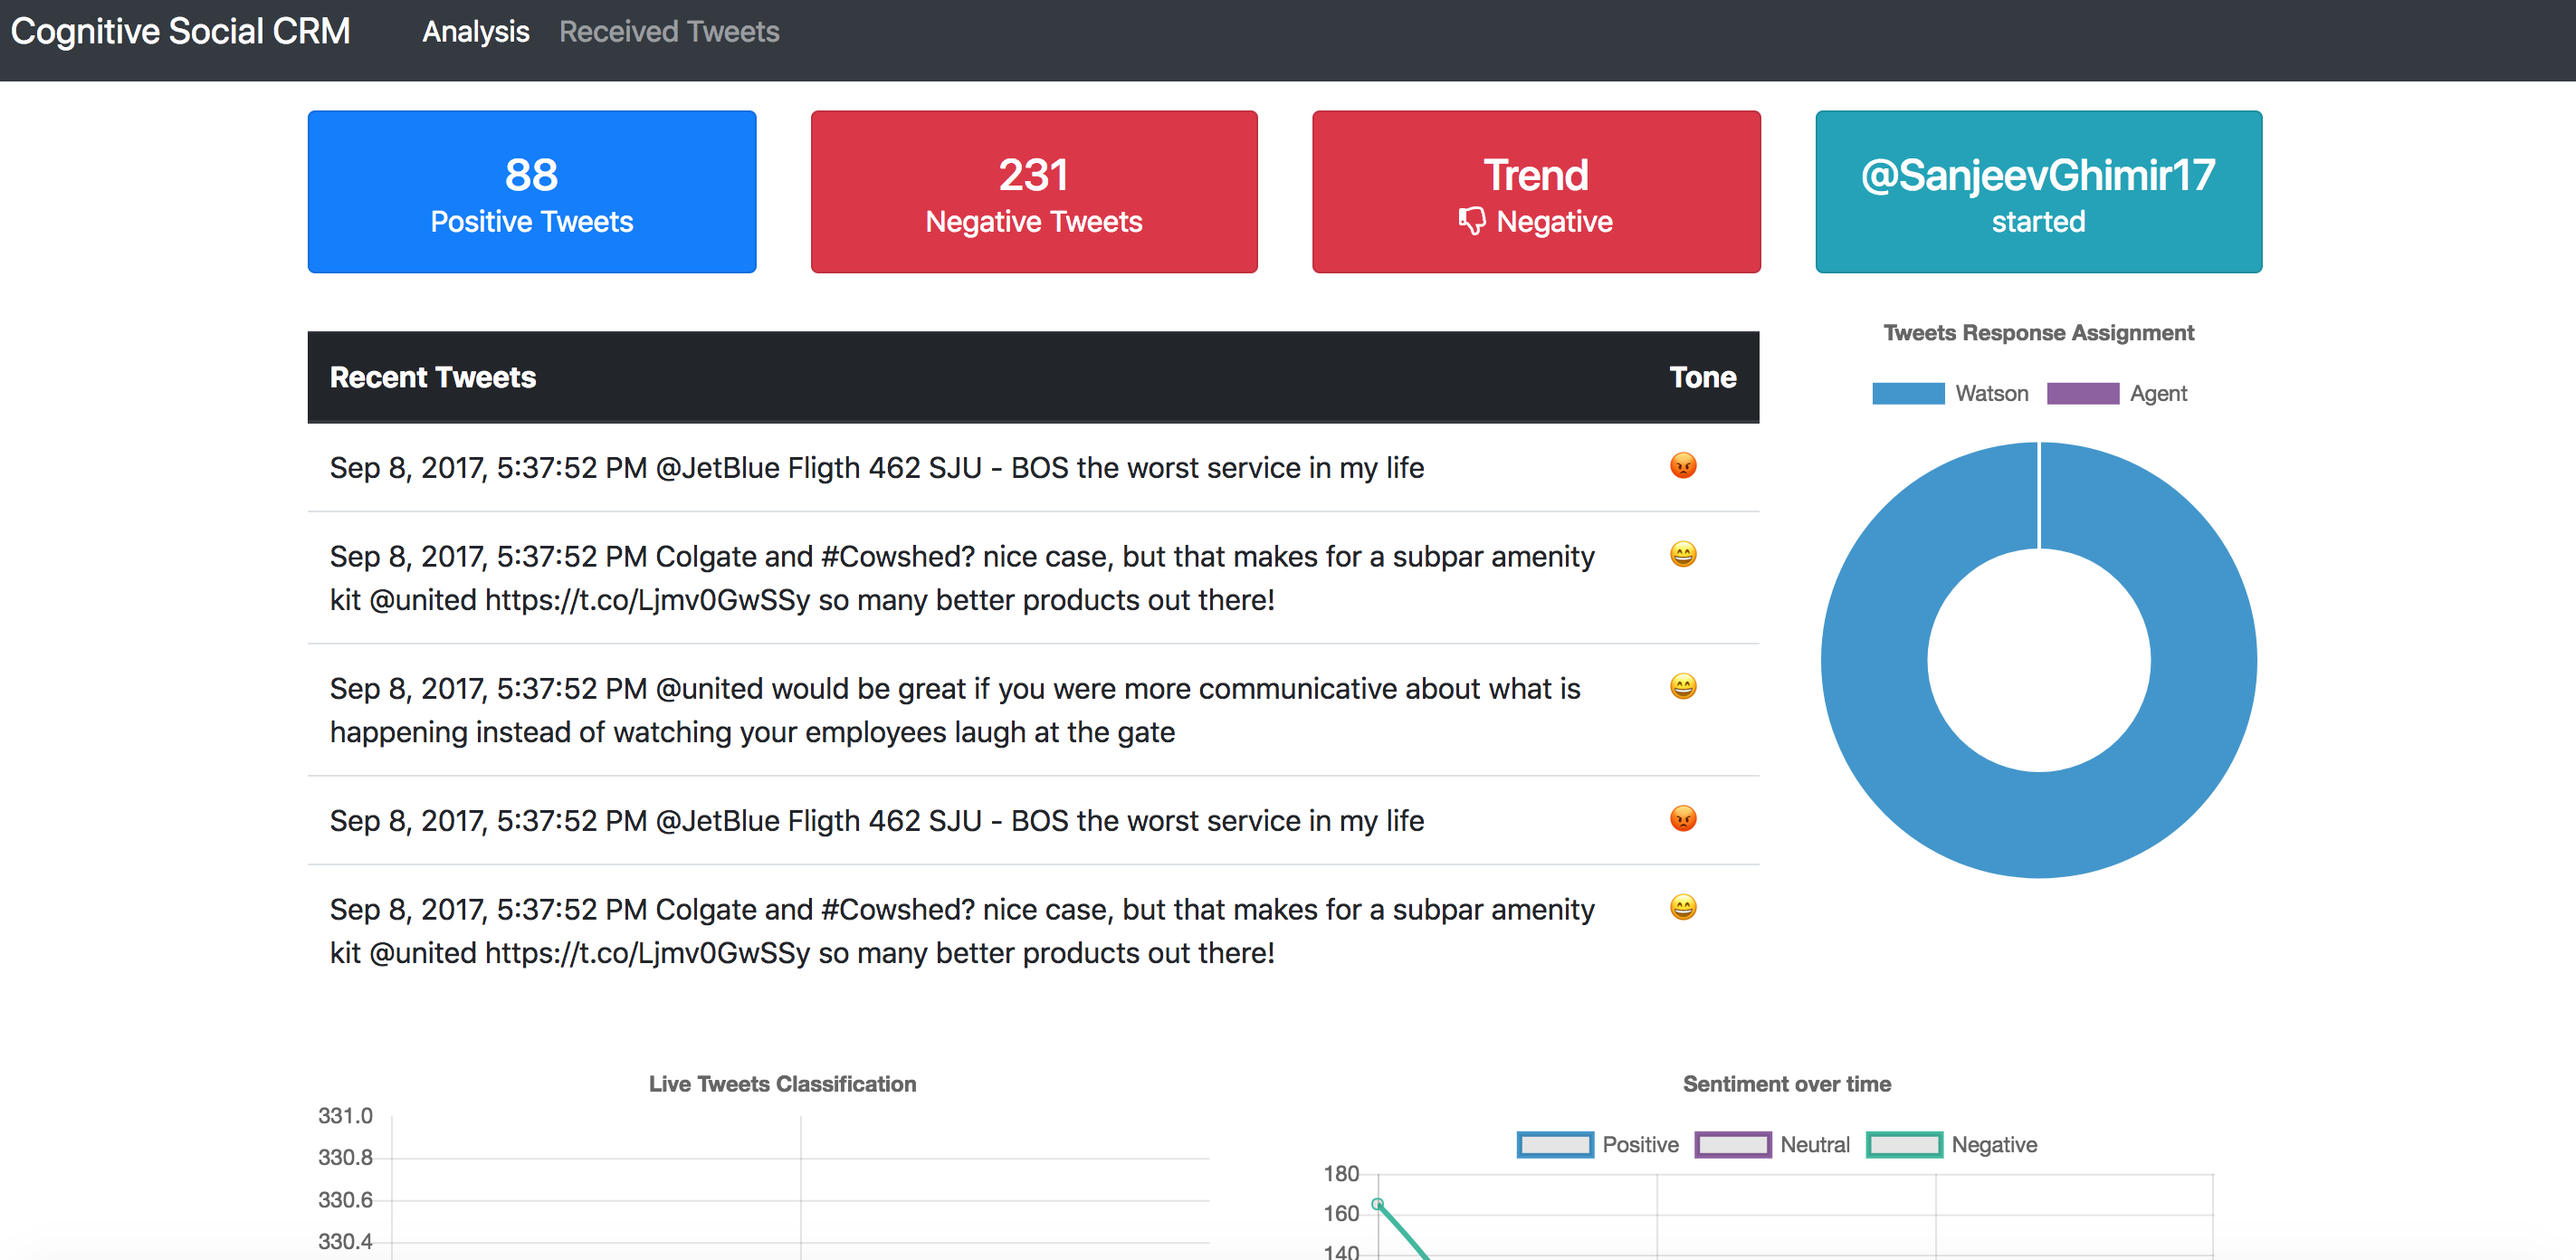 Cognitive Social CRM Analysis Received Tweets
88
Positive Tweets
231
Negative Tweets
Trend
Negative
@SanjeevGhimir17
started
Recent Tweets Tone
Sep 8, 2017, 5:37:52 PM @JetBlue Fligth 462 SJU - BOS the worst service in my life
Sep 8, 2017, 5:37:52 PM Colgate and #Cowshed? nice case, but that makes for a subpar amenity
kit @united https://t.co/Ljmv0GwSSy so many better products out there!
Sep 8, 2017, 5:37:52 PM @united would be great if you were more communicative about what is
happening instead of watching your employees laugh at the gate
Sep 8, 2017, 5:37:52 PM @JetBlue Fligth 462 SJU - BOS the worst service in my life
Sep 8, 2017, 5:37:52 PM Colgate and #Cowshed? nice case, but that makes for a subpar amenity
kit @united https://t.co/Ljmv0GwSSy so many better products out there!
Tweets Response Assignment
Watson Agent
Live Tweets Classification
331.0
330.8
330.6
330.4
Sentiment over time
Positive Neutral Negative
180
160
140